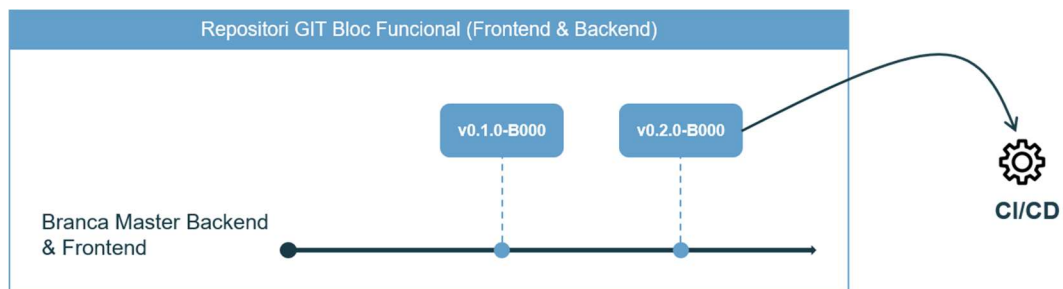 Repositori GIT Bloc Funcional (Frontend & Backend)
v0.1.0-B000
v0.2.0-B000
CI/CD
Branca Master Backend
& Frontend